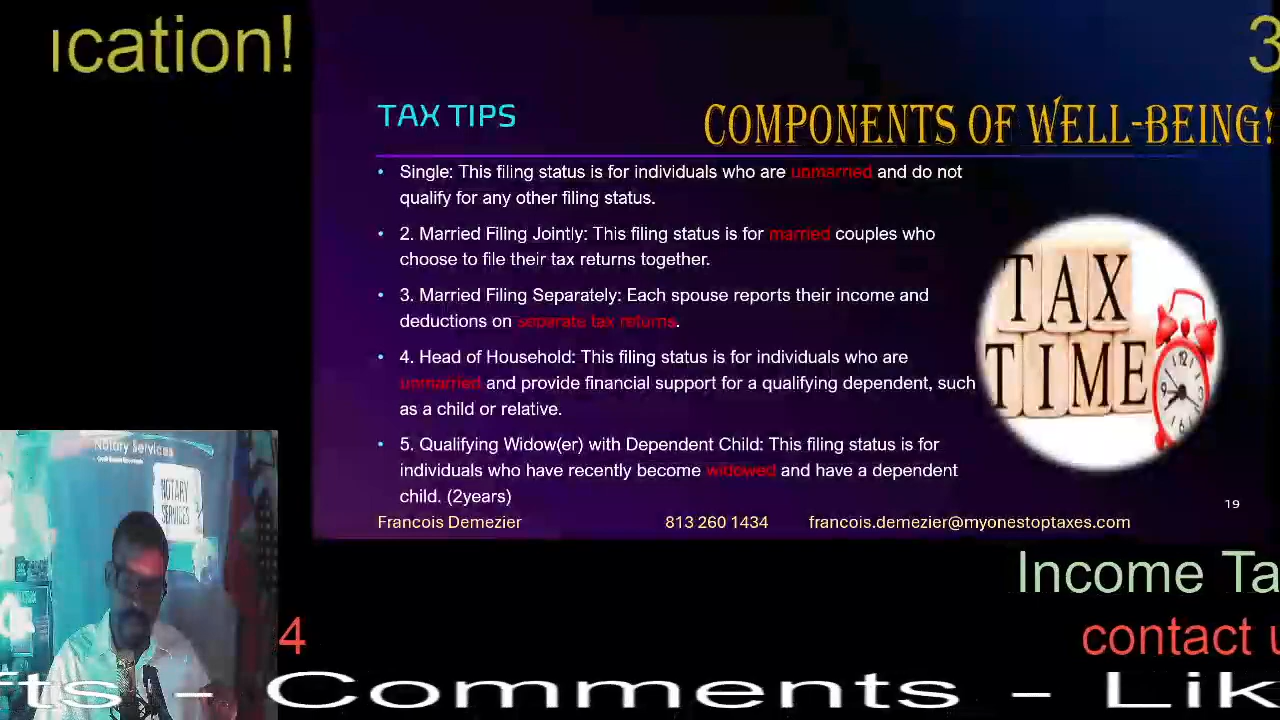 ication!
3
TAX TIPS
COMPONENTS OF WELL-BEING!
• Single: This filing status is for individuals who are unmarried and do not
qualify for any other filing status.
• 2. Married Filing Jointly: This filing status is for married couples who
choose to file their tax returns together.
• 3. Married Filing Separately: Each spouse reports their income and
deductions on separate tax returns.
• 4. Head of Household: This filing status is for individuals who are
unmarried and provide financial support for a qualifying dependent, such
as a child or relative.
• 5. Qualifying Widow(er) with Dependent Child: This filing status is for
individuals who have recently become widowed and have a dependent
child. (2years)
TAX
TIME
19
Francois Demezier 813 260 1434 francois.demezier@myonestoptaxes.com
Notary Services
NOTARY
SERVICES
Income Ta
4
contact u
fts - Comments - Lik